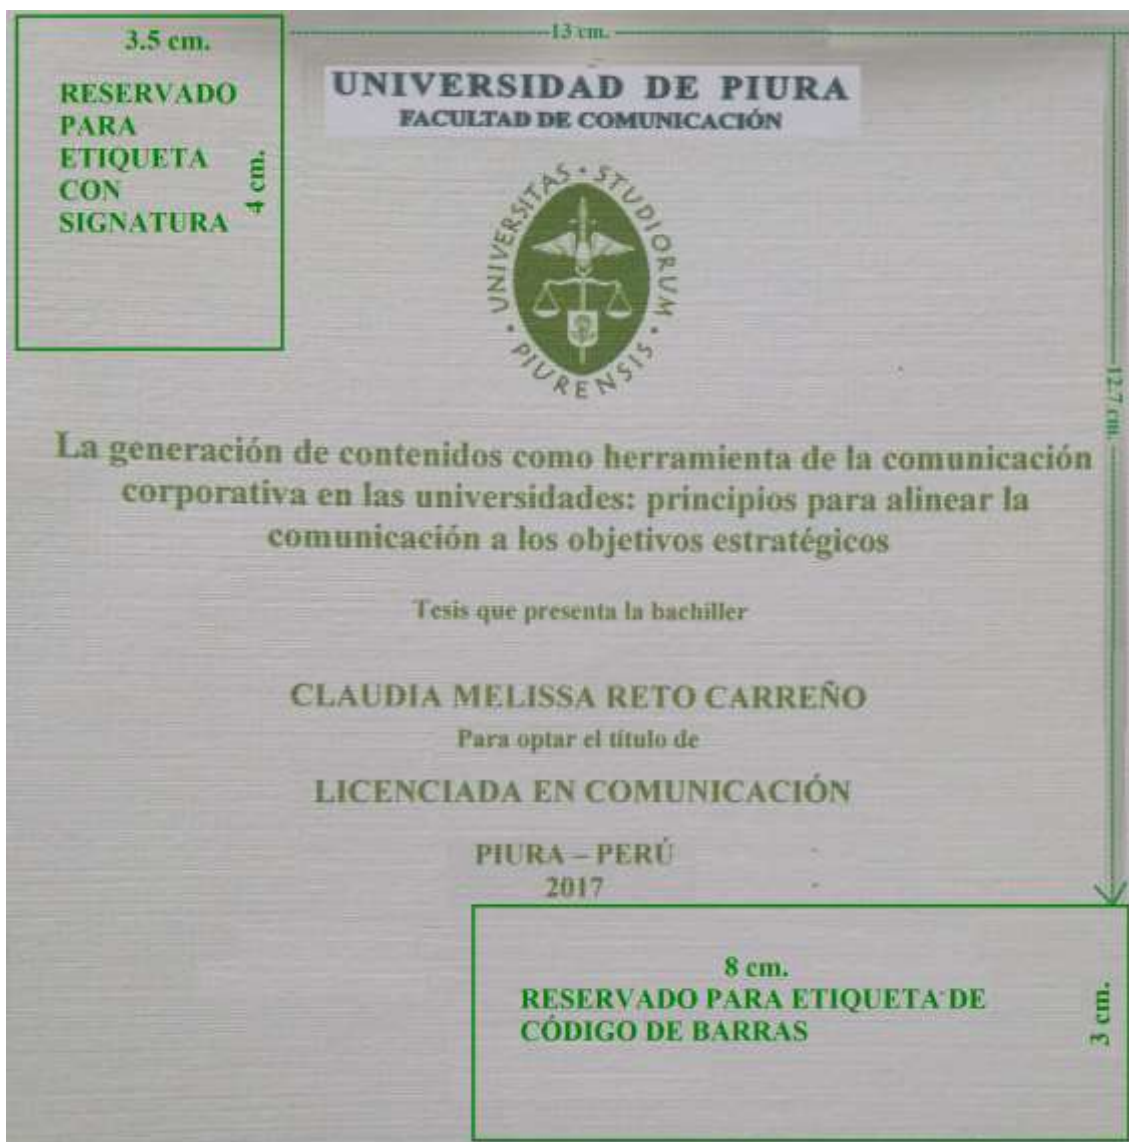 3.5 cm.
13 cm.
RESERVADO
PARA
ETIQUETA
CON
SIGNATURA
4 cm.
UNIVERSIDAD DE PIURA
FACULTAD DE COMUNICACIÓN
UNIVERSITAS · STUDIORUM · PIURENSIS ·
12.7 cm.
La generación de contenidos como herramienta de la comunicación
corporativa en las universidades: principios para alinear la
comunicación a los objetivos estratégicos
Tesis que presenta la bachiller
CLAUDIA MELISSA RETO CARREÑO
Para optar el título de
LICENCIADA EN COMUNICACIÓN
PIURA – PERÚ
2017
8 cm.
RESERVADO PARA ETIQUETA DE
CÓDIGO DE BARRAS
3 cm.